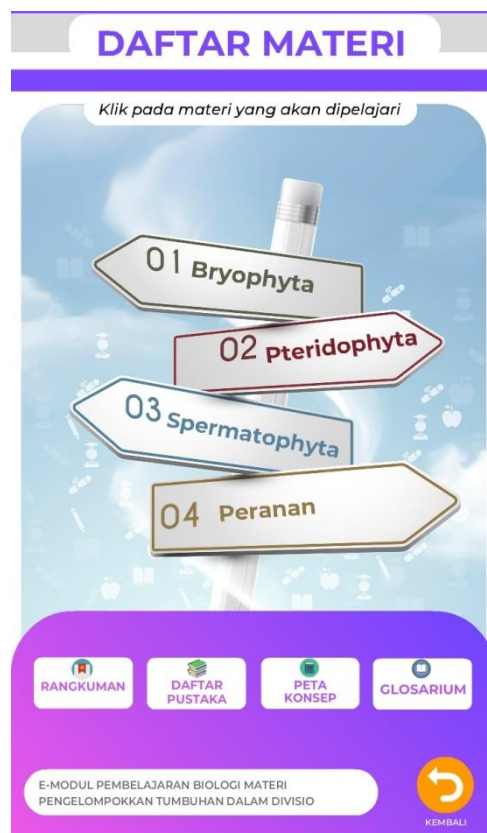 DAFTAR MATERI
Klik pada materi yang akan dipelajari
01 Bryophyta
02 Pteridophyta
03 Spermatophyta
04 Peranan
RANGKUMAN
DAFTAR
PUSTAKA
PETA
KONSEP
GLOSARIUM
E-MODUL PEMBELAJARAN BIOLOGI MATERI
PENGELOMPOKKAN TUMBUHAN DALAM DIVISIO
KEMBALI